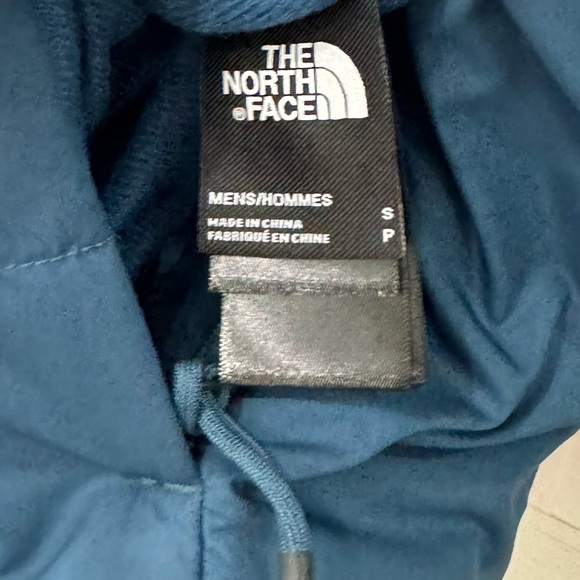 THE
NORTH
®FACE
MENS/HOMMES S
MADE IN CHINA
FABRIQUÉ EN CHINE P